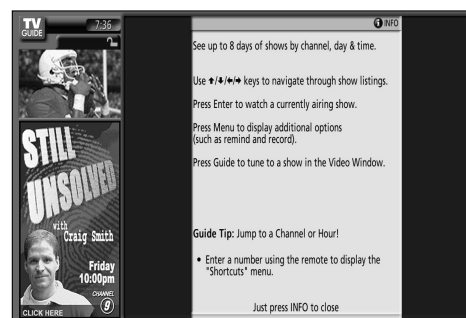 TV
GUIDE
7:36
INFO
See up to 8 days of shows by channel, day & time.
Use ↑/↓/←/→ keys to navigate through show listings.
Press Enter to watch a currently airing show.
Press Menu to display additional options
(such as remind and record).
Press Guide to tune to a show in the Video Window.
Guide Tip: Jump to a Channel or Hour!
• Enter a number using the remote to display the
"Shortcuts" menu.
Just press INFO to close
STILL
UNSOLVED
with
Craig Smith
Friday
10:00pm
CHANNEL
9
CLICK HERE